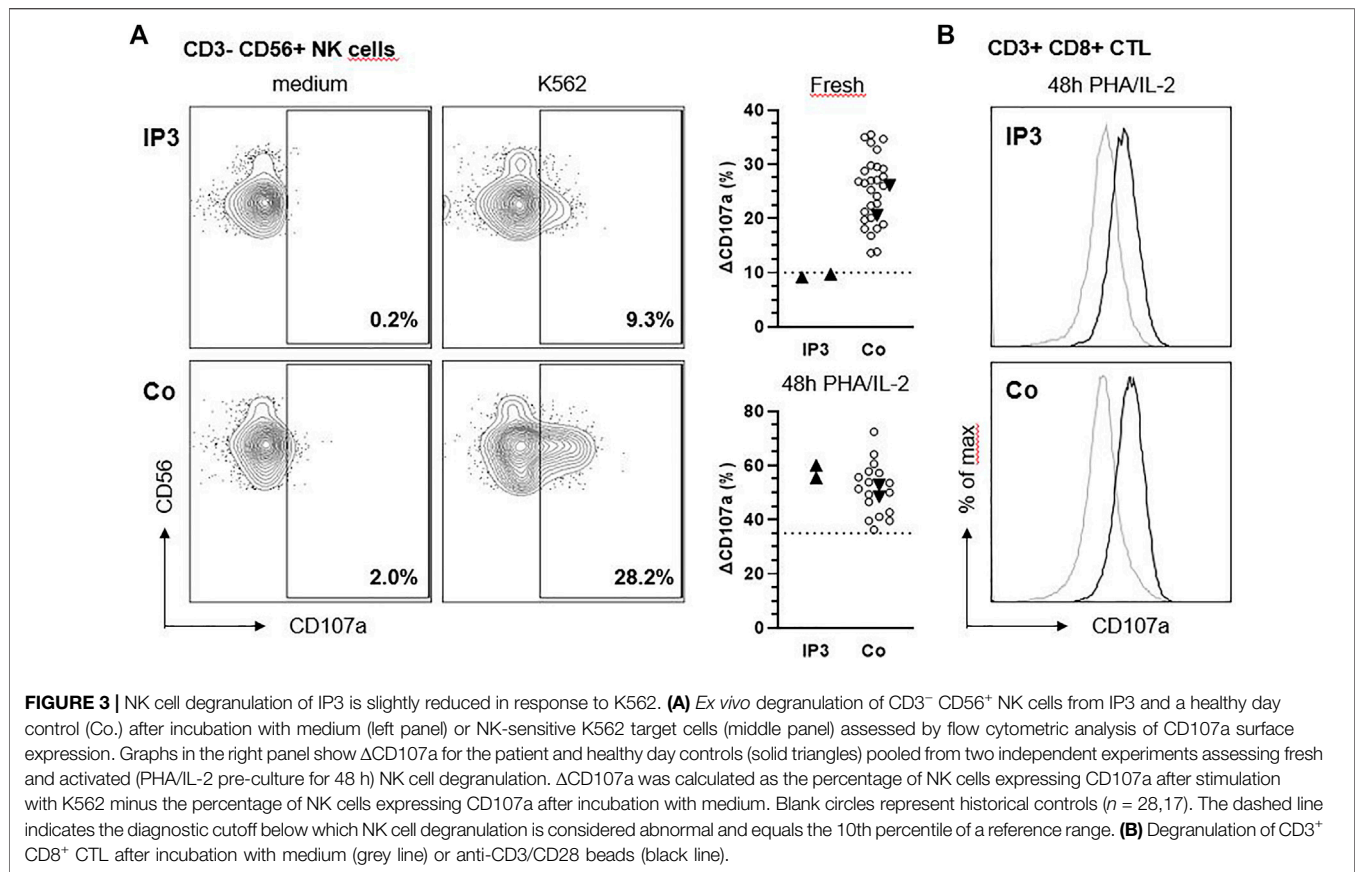 A
CD3- CD56+ NK cells
medium
K562
IP3
0.2%
9.3%
Co
2.0%
28.2%
CD56
CD107a
Fresh
ΔCD107a (%)
40
30
20
10
0
IP3 Co
48h PHA/IL-2
ΔCD107a (%)
80
60
40
20
0
IP3 Co
B
CD3+ CD8+ CTL
48h PHA/IL-2
IP3
Co
% of max
CD107a
FIGURE 3 | NK cell degranulation of IP3 is slightly reduced in response to K562. (A) Ex vivo degranulation of CD3⁻ CD56⁺ NK cells from IP3 and a healthy day
control (Co.) after incubation with medium (left panel) or NK-sensitive K562 target cells (middle panel) assessed by flow cytometric analysis of CD107a surface
expression. Graphs in the right panel show ΔCD107a for the patient and healthy day controls (solid triangles) pooled from two independent experiments assessing fresh
and activated (PHA/IL-2 pre-culture for 48 h) NK cell degranulation. ΔCD107a was calculated as the percentage of NK cells expressing CD107a after stimulation
with K562 minus the percentage of NK cells expressing CD107a after incubation with medium. Blank circles represent historical controls (n = 28,17). The dashed line
indicates the diagnostic cutoff below which NK cell degranulation is considered abnormal and equals the 10th percentile of a reference range. (B) Degranulation of CD3⁺
CD8⁺ CTL after incubation with medium (grey line) or anti-CD3/CD28 beads (black line).